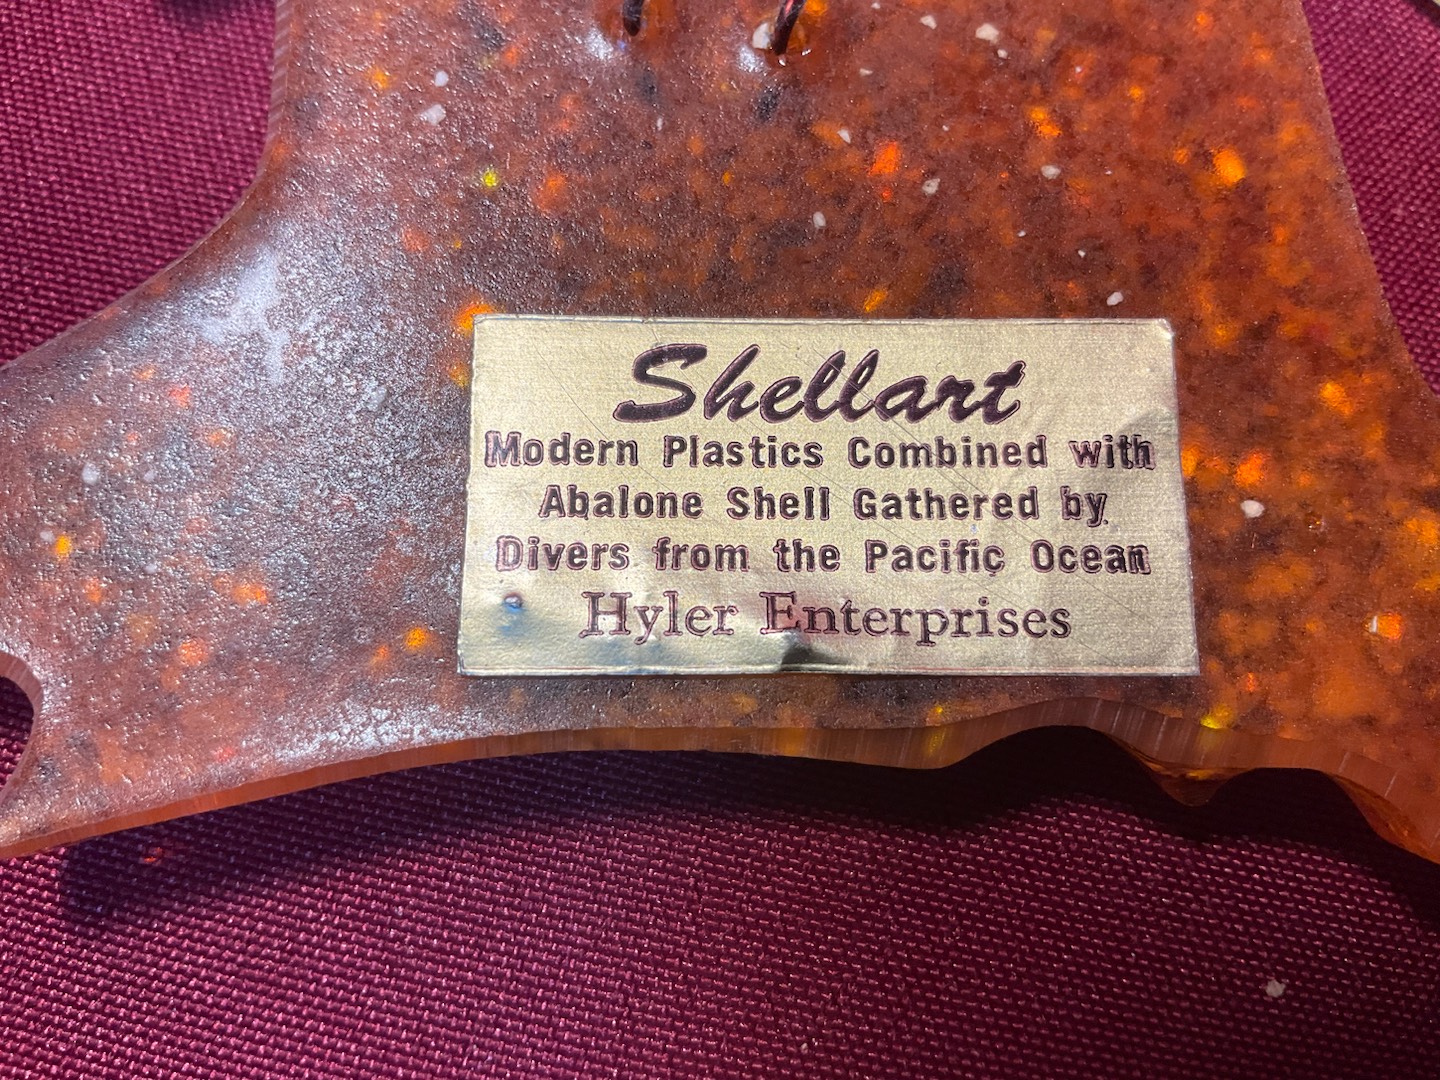 Shellart
Modern Plastics Combined with
Abalone Shell Gathered by
Divers from the Pacific Ocean
Hyler Enterprises